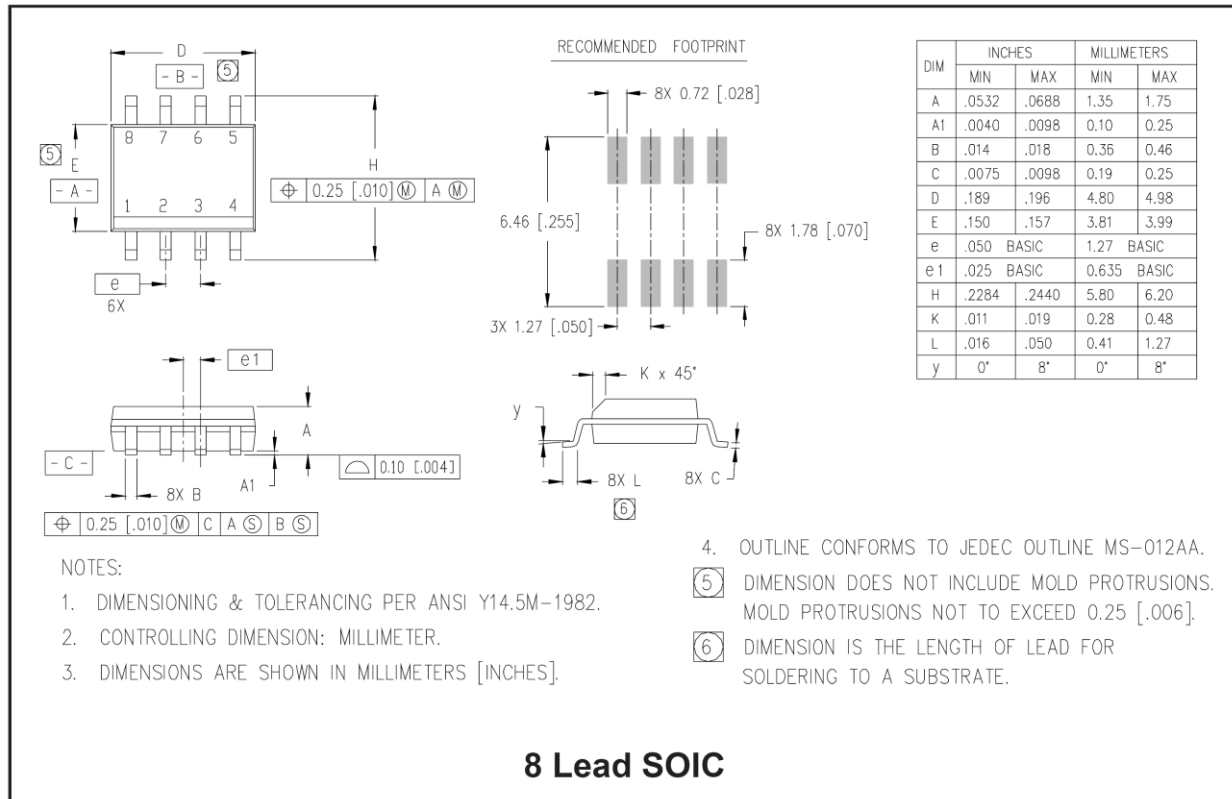 D
- B - 5
8 7 6 5
5 E
- A -
H
⌖ 0.25 [.010] Ⓜ A Ⓜ
1 2 3 4
e
6X
RECOMMENDED FOOTPRINT
8X 0.72 [.028]
6.46 [.255]
8X 1.78 [.070]
3X 1.27 [.050]
DIM INCHES MILLIMETERS
MIN MAX MIN MAX
A .0532 .0688 1.35 1.75
A1 .0040 .0098 0.10 0.25
B .014 .018 0.36 0.46
C .0075 .0098 0.19 0.25
D .189 .196 4.80 4.98
E .150 .157 3.81 3.99
e .050 BASIC 1.27 BASIC
e1 .025 BASIC 0.635 BASIC
H .2284 .2440 5.80 6.20
K .011 .019 0.28 0.48
L .016 .050 0.41 1.27
y 0° 8° 0° 8°
e1
A
- C -
A1
8X B
⌓ 0.10 [.004]
⌖ 0.25 [.010] Ⓜ C A Ⓢ B Ⓢ
K x 45°
y
8X L
8X C
6
NOTES:
1. DIMENSIONING & TOLERANCING PER ANSI Y14.5M-1982.
2. CONTROLLING DIMENSION: MILLIMETER.
3. DIMENSIONS ARE SHOWN IN MILLIMETERS [INCHES].
4. OUTLINE CONFORMS TO JEDEC OUTLINE MS-012AA.
5 DIMENSION DOES NOT INCLUDE MOLD PROTRUSIONS.
MOLD PROTRUSIONS NOT TO EXCEED 0.25 [.006].
6 DIMENSION IS THE LENGTH OF LEAD FOR
SOLDERING TO A SUBSTRATE.
8 Lead SOIC